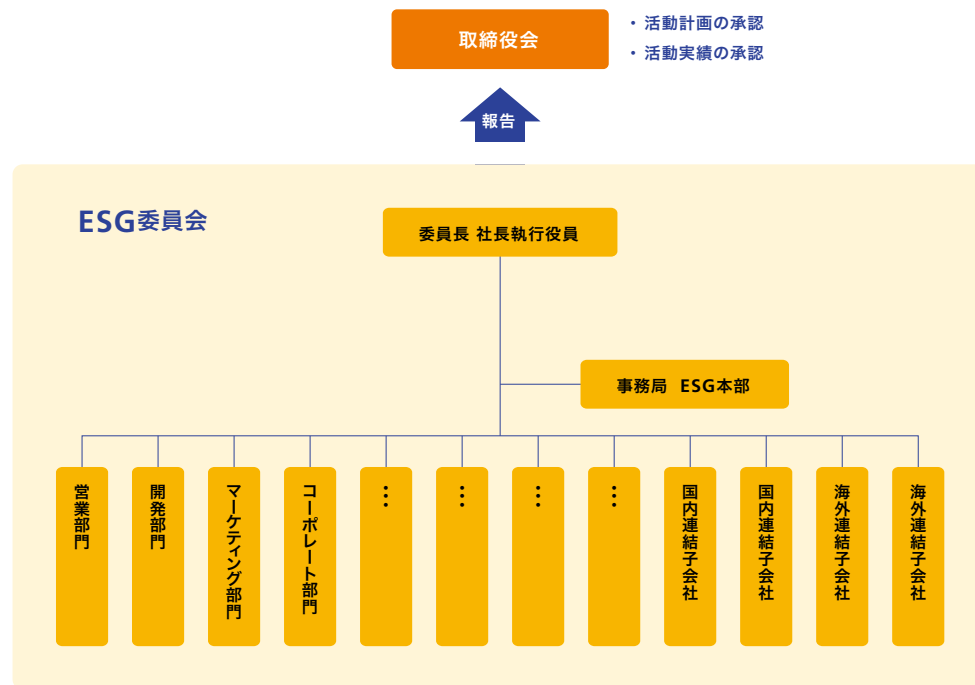 取締役会
・活動計画の承認
・活動実績の承認
報告
ESG委員会
委員長 社長執行役員
事務局 ESG本部
営業部門
開発部門
マーケティング部門
コーポレート部門
…
…
…
…
国内連結子会社
国内連結子会社
海外連結子会社
海外連結子会社